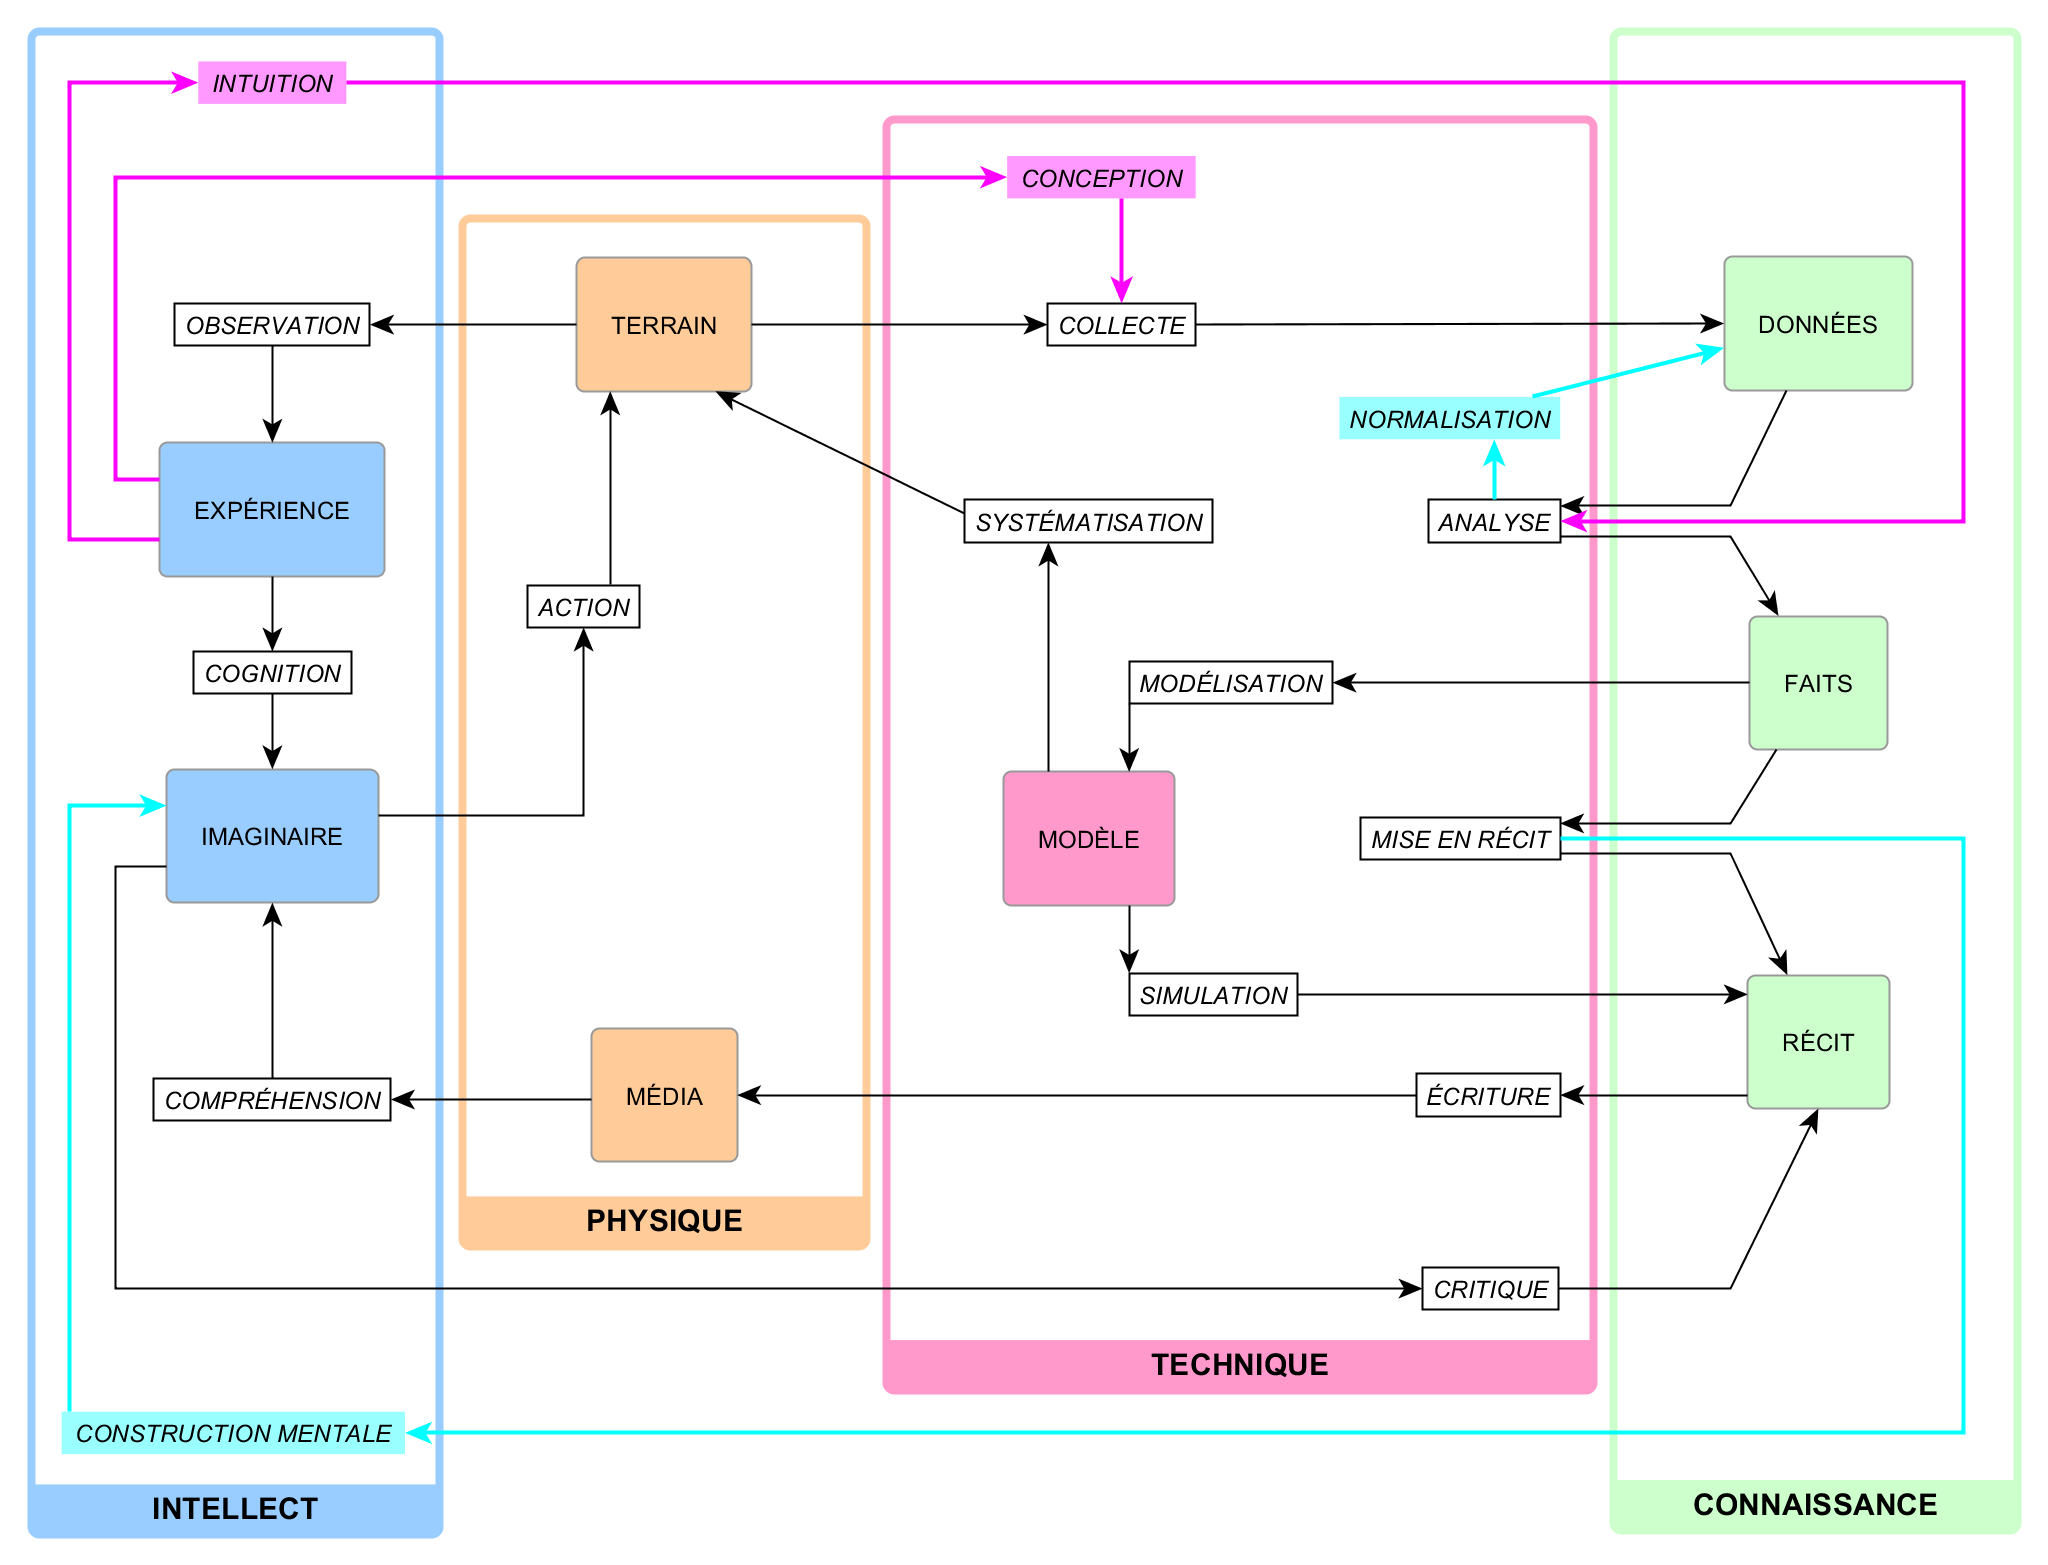 INTUITION
CONCEPTION
OBSERVATION
TERRAIN
COLLECTE
DONNÉES
NORMALISATION
EXPÉRIENCE
SYSTÉMATISATION
ANALYSE
ACTION
COGNITION
MODÉLISATION
FAITS
IMAGINAIRE
MODÈLE
MISE EN RÉCIT
SIMULATION
RÉCIT
COMPRÉHENSION
MÉDIA
ÉCRITURE
PHYSIQUE
CRITIQUE
TECHNIQUE
CONSTRUCTION MENTALE
INTELLECT
CONNAISSANCE